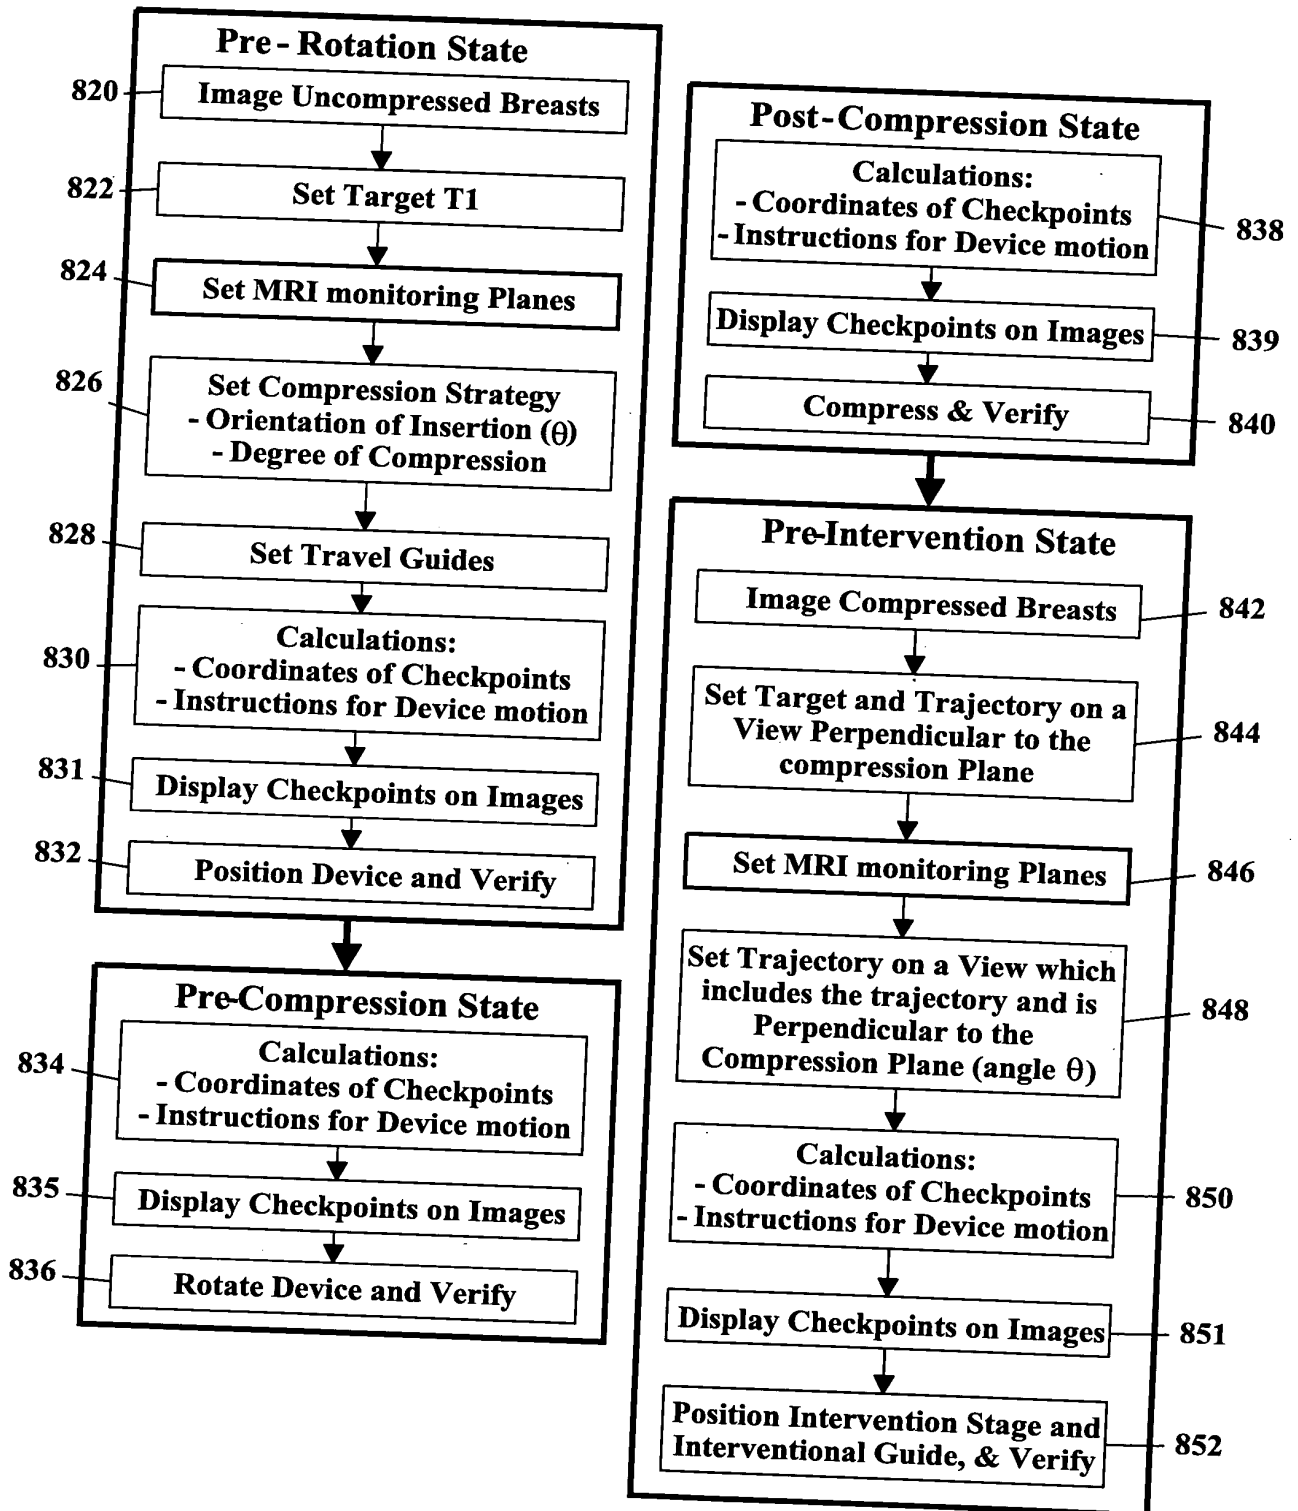 Pre - Rotation State
820
Image Uncompressed Breasts
822
Set Target T1
824
Set MRI monitoring Planes
826
Set Compression Strategy
- Orientation of Insertion (θ)
- Degree of Compression
828
Set Travel Guides
830
Calculations:
- Coordinates of Checkpoints
- Instructions for Device motion
831
Display Checkpoints on Images
832
Position Device and Verify
Pre-Compression State
834
Calculations:
- Coordinates of Checkpoints
- Instructions for Device motion
835
Display Checkpoints on Images
836
Rotate Device and Verify
Post-Compression State
Calculations:
- Coordinates of Checkpoints
- Instructions for Device motion
838
Display Checkpoints on Images
839
Compress & Verify
840
Pre-Intervention State
Image Compressed Breasts
842
Set Target and Trajectory on a
View Perpendicular to the
compression Plane
844
Set MRI monitoring Planes
846
Set Trajectory on a View which
includes the trajectory and is
Perpendicular to the
Compression Plane (angle θ)
848
Calculations:
- Coordinates of Checkpoints
- Instructions for Device motion
850
Display Checkpoints on Images
851
Position Intervention Stage and
Interventional Guide, & Verify
852